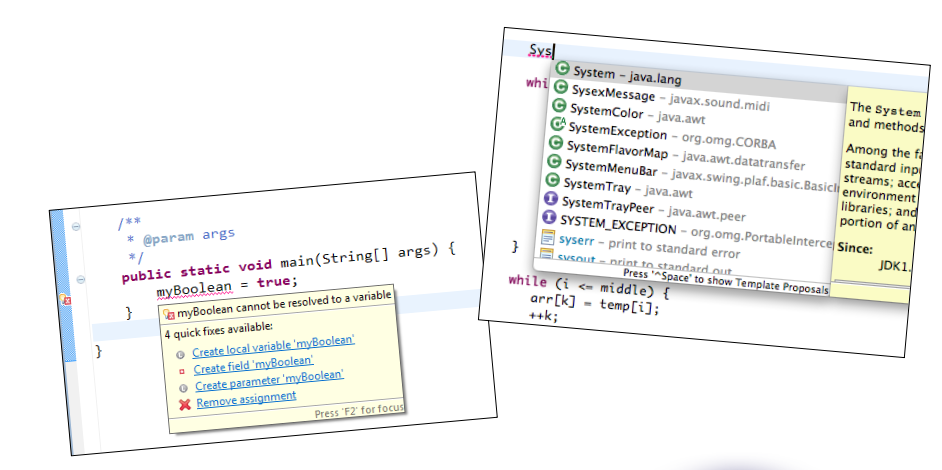 /**
* @param args
*/
public static void main(String[] args) {
myBoolean = true;
}
}
myBoolean cannot be resolved to a variable
4 quick fixes available:
Create local variable 'myBoolean'
Create field 'myBoolean'
Create parameter 'myBoolean'
Remove assignment
Press 'F2' for focus
Sys
whi
System – java.lang
SysexMessage – javax.sound.midi
SystemColor – java.awt
SystemException – org.omg.CORBA
SystemFlavorMap – java.awt.datatransfer
SystemMenuBar – javax.swing.plaf.basic.BasicI
SystemTray – java.awt
SystemTrayPeer – java.awt.peer
SYSTEM_EXCEPTION – org.omg.PortableInterce
syserr – print to standard error
sysout – print to standard out
Press '^Space' to show Template Proposals
The System
and methods
Among the fa
standard inpu
streams; acce
environment
libraries; and
portion of an
Since:
JDK1.
}
while (i <= middle) {
arr[k] = temp[i];
++k;